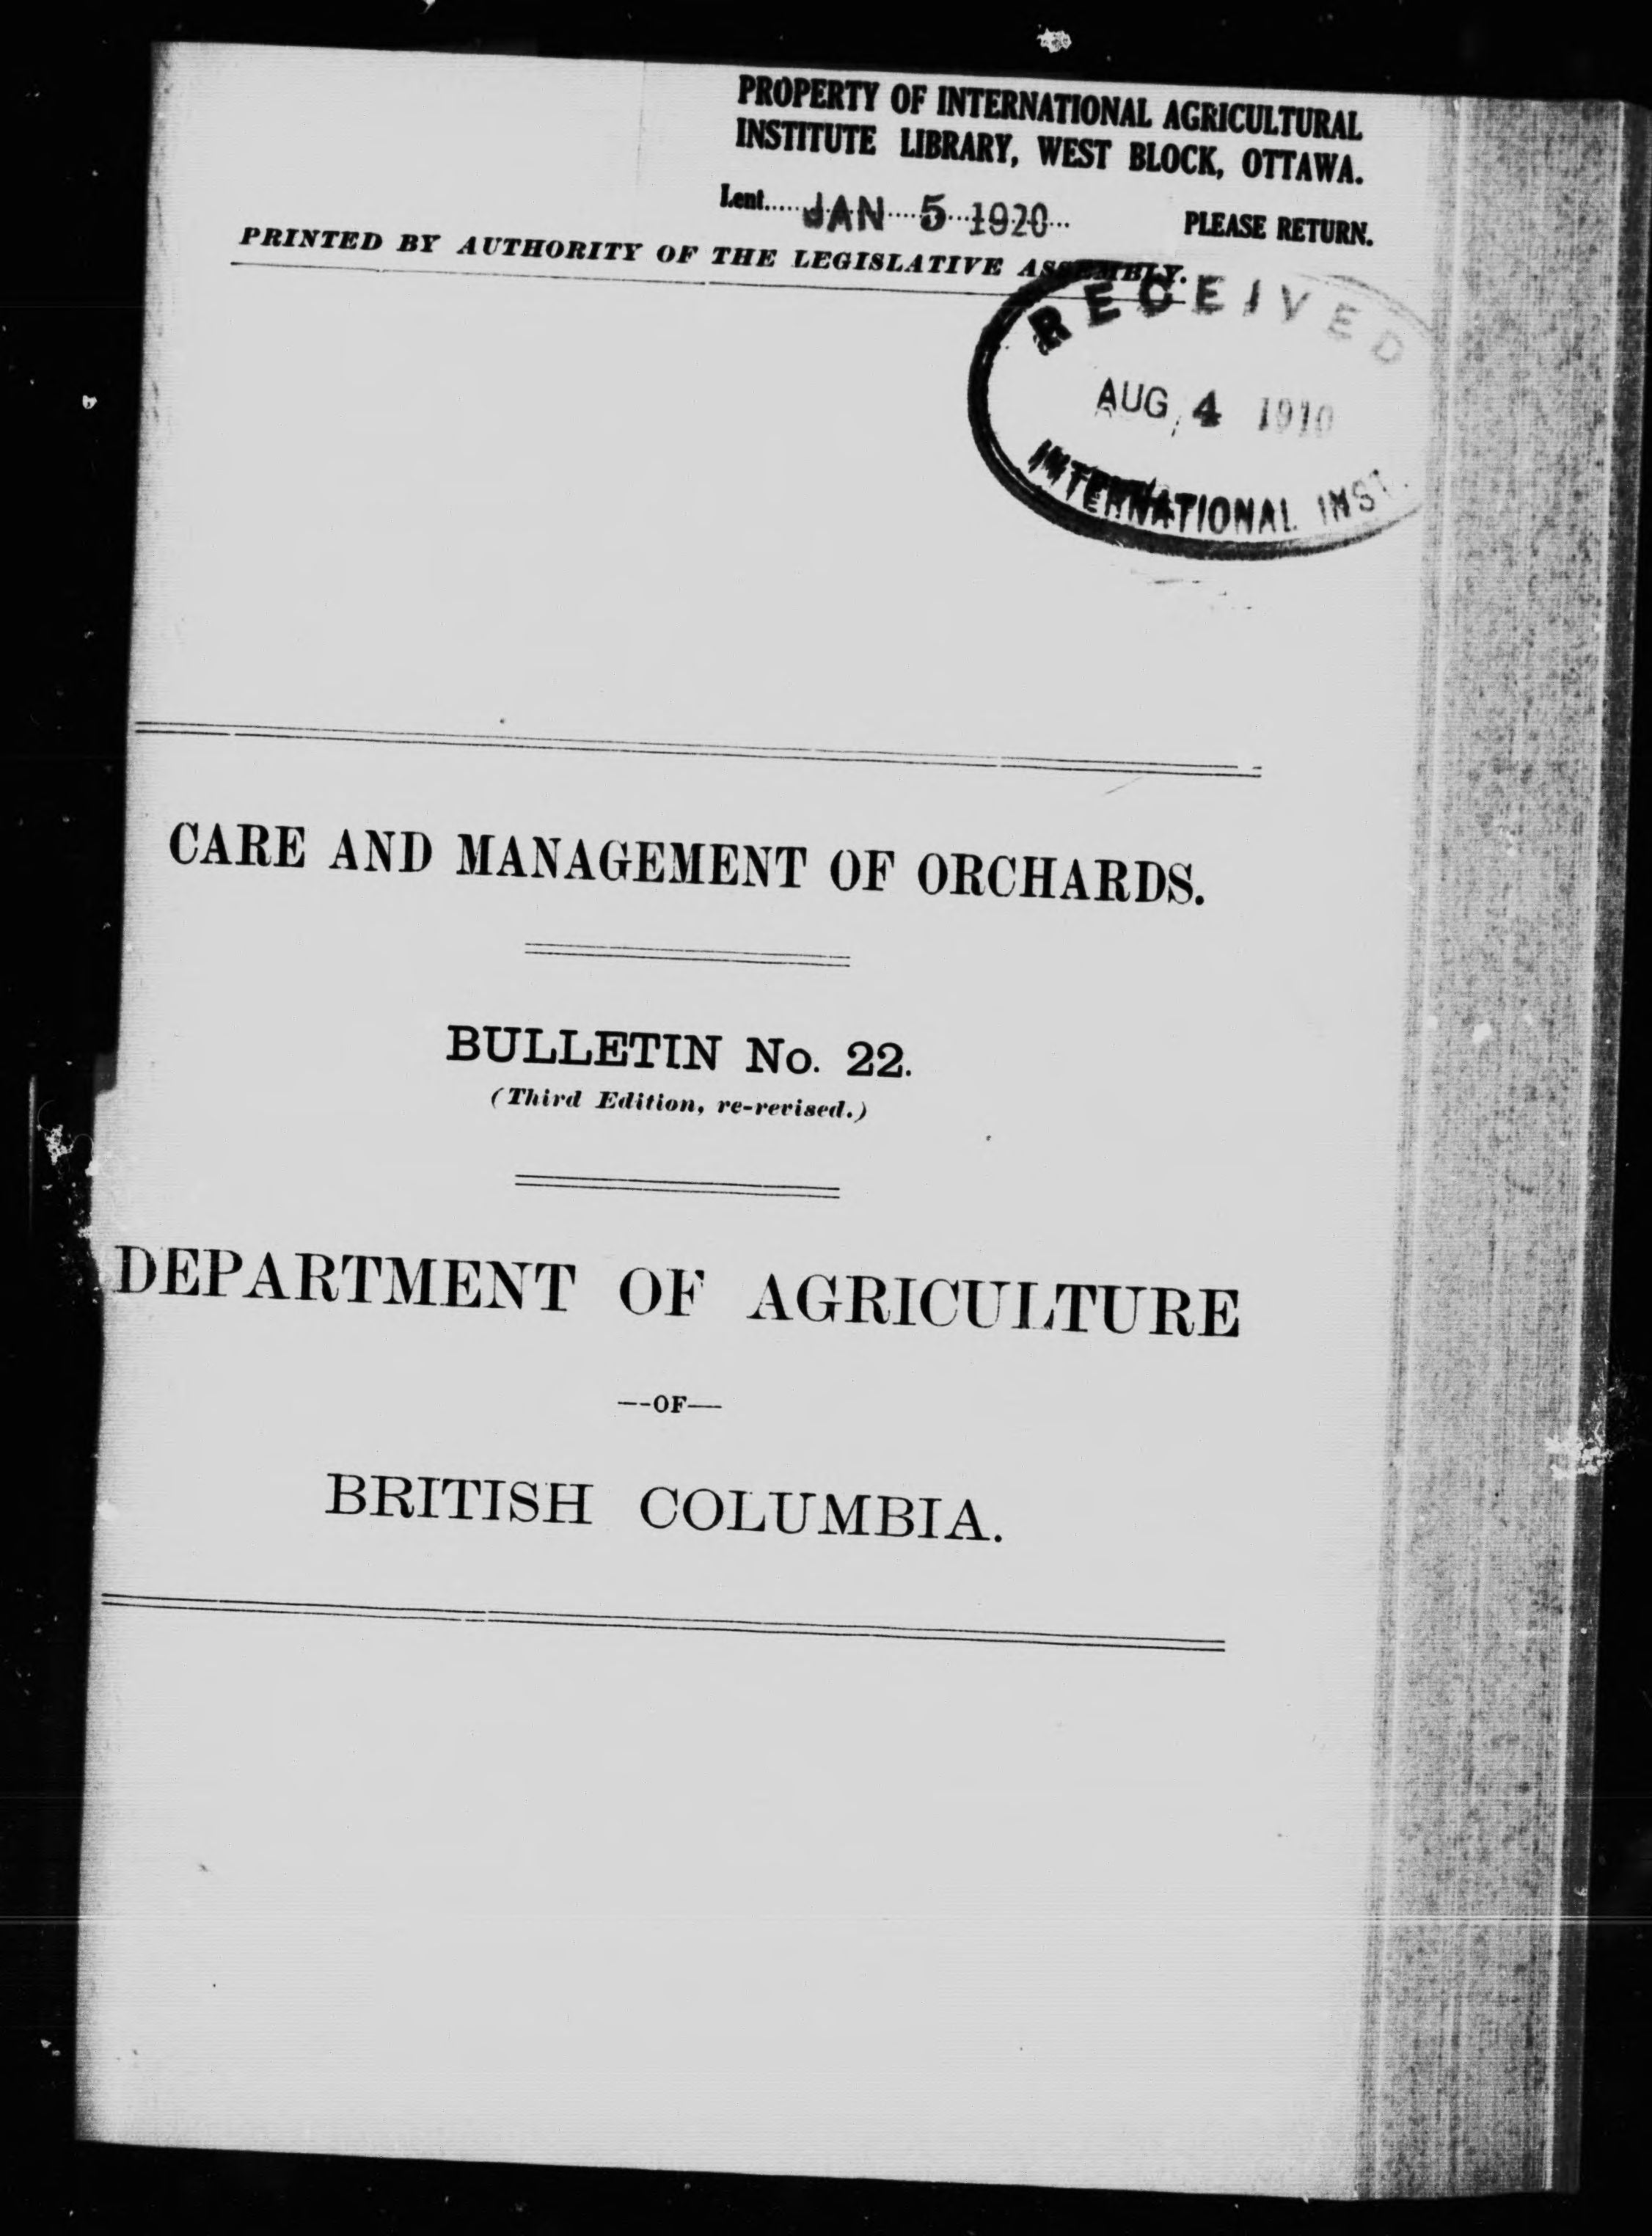 PROPERTY OF INTERNATIONAL AGRICULTURAL
INSTITUTE LIBRARY, WEST BLOCK, OTTAWA.
Lent.....JAN....5...1920... PLEASE RETURN.
PRINTED BY AUTHORITY OF THE LEGISLATIVE ASSEMBLY.
RECEIVED
AUG 4 1910
INTERNATIONAL INST.
CARE AND MANAGEMENT OF ORCHARDS.
BULLETIN No. 22.
(Third Edition, re-revised.)
DEPARTMENT OF AGRICULTURE
—OF—
BRITISH COLUMBIA.